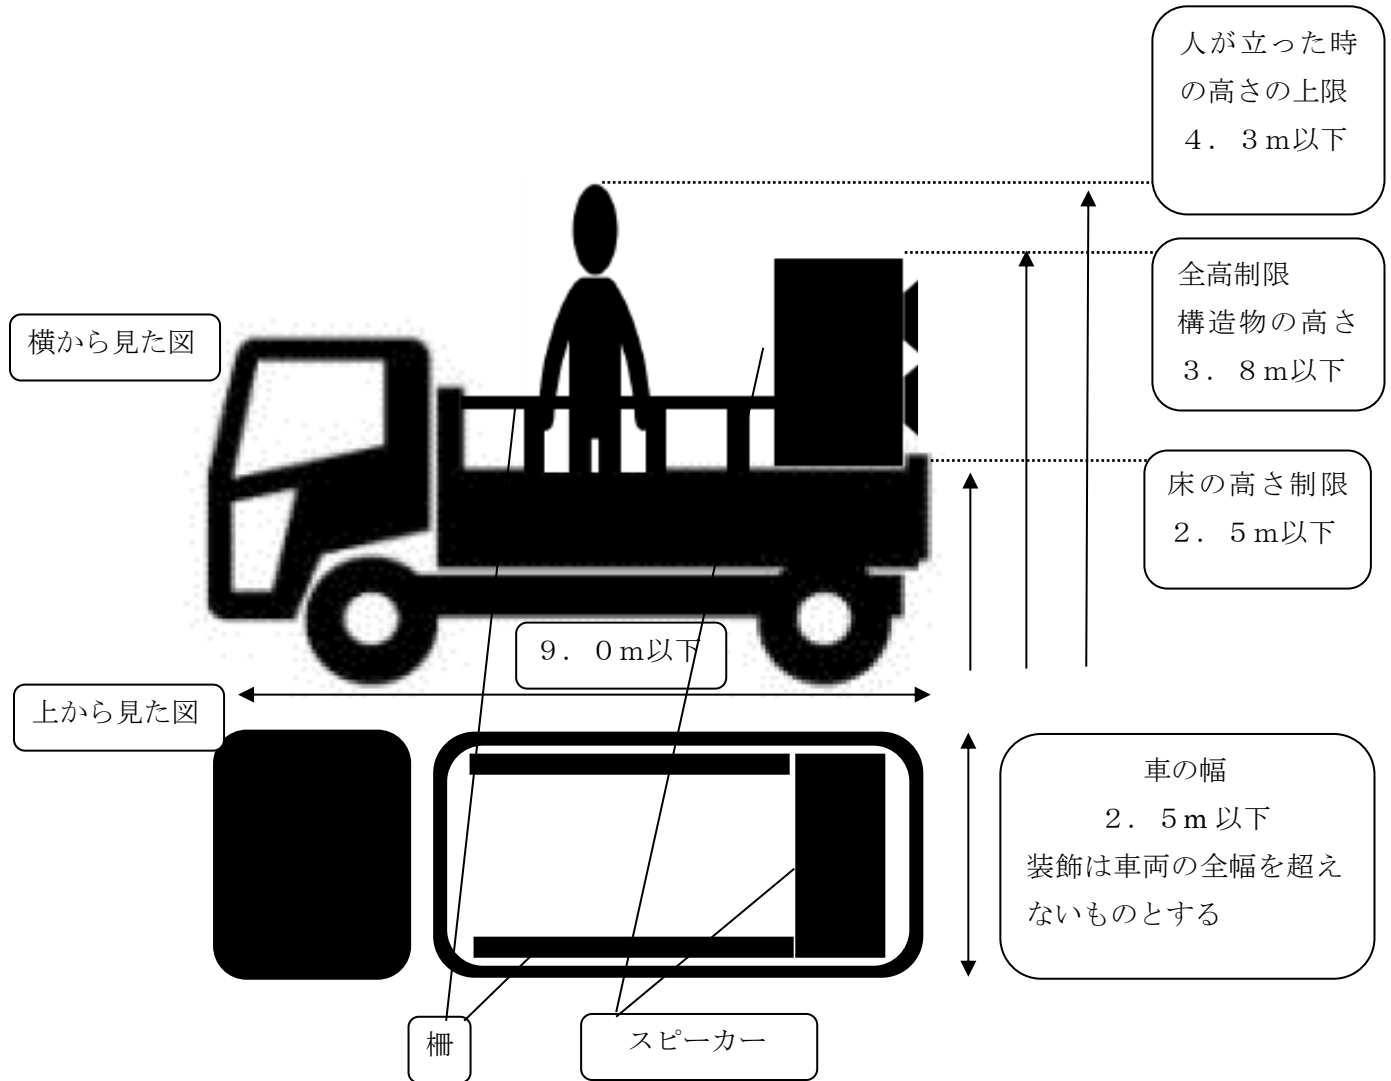 人が立った時
の高さの上限
４．３ｍ以下
全高制限
構造物の高さ
３．８ｍ以下
横から見た図
床の高さ制限
２．５ｍ以下
９．０ｍ以下
上から見た図
車の幅
２．５ｍ以下
装飾は車両の全幅を超え
ないものとする
柵
スピーカー